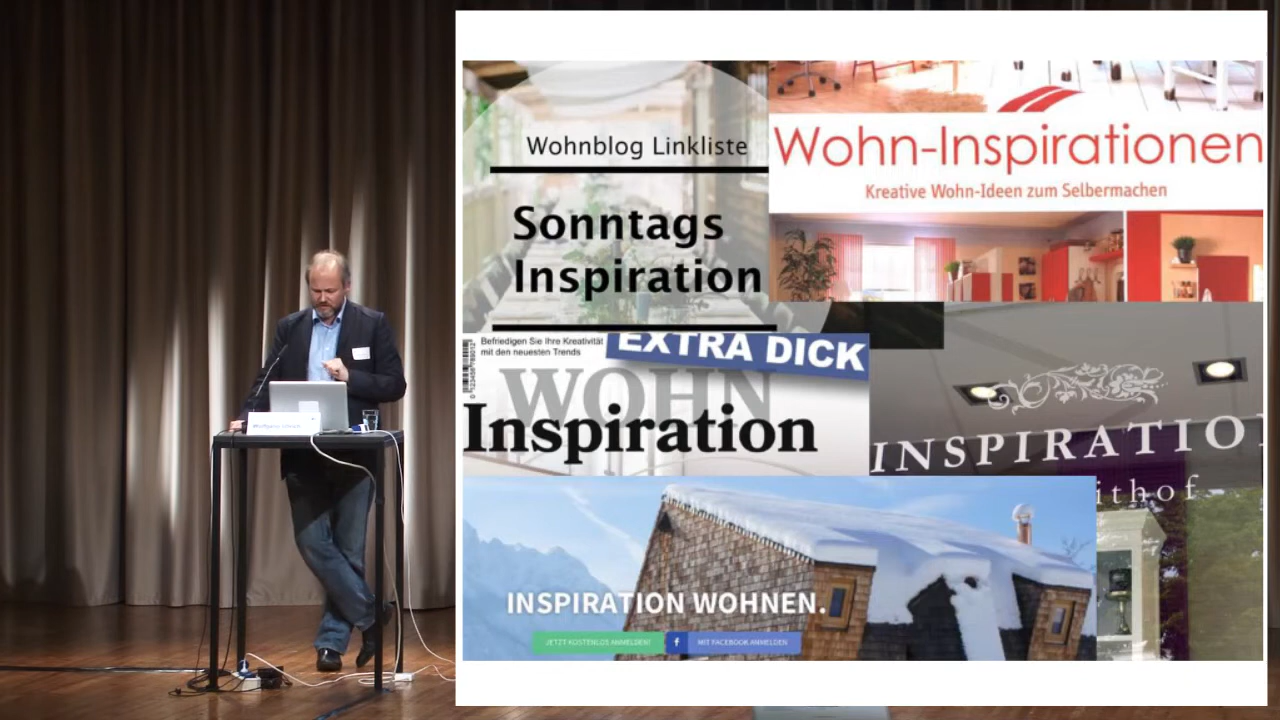 Wohnblog Linkliste
Sonntags
Inspiration
Wohn-Inspirationen
Kreative Wohn-Ideen zum Selbermachen
Befriedigen Sie Ihre Kreativität
mit den neuesten Trends
EXTRA DICK
WOHN
Inspiration
INSPIRATIO
ithof
INSPIRATION WOHNEN.
JETZT KOSTENLOS ANMELDEN!
f MIT FACEBOOK ANMELDEN